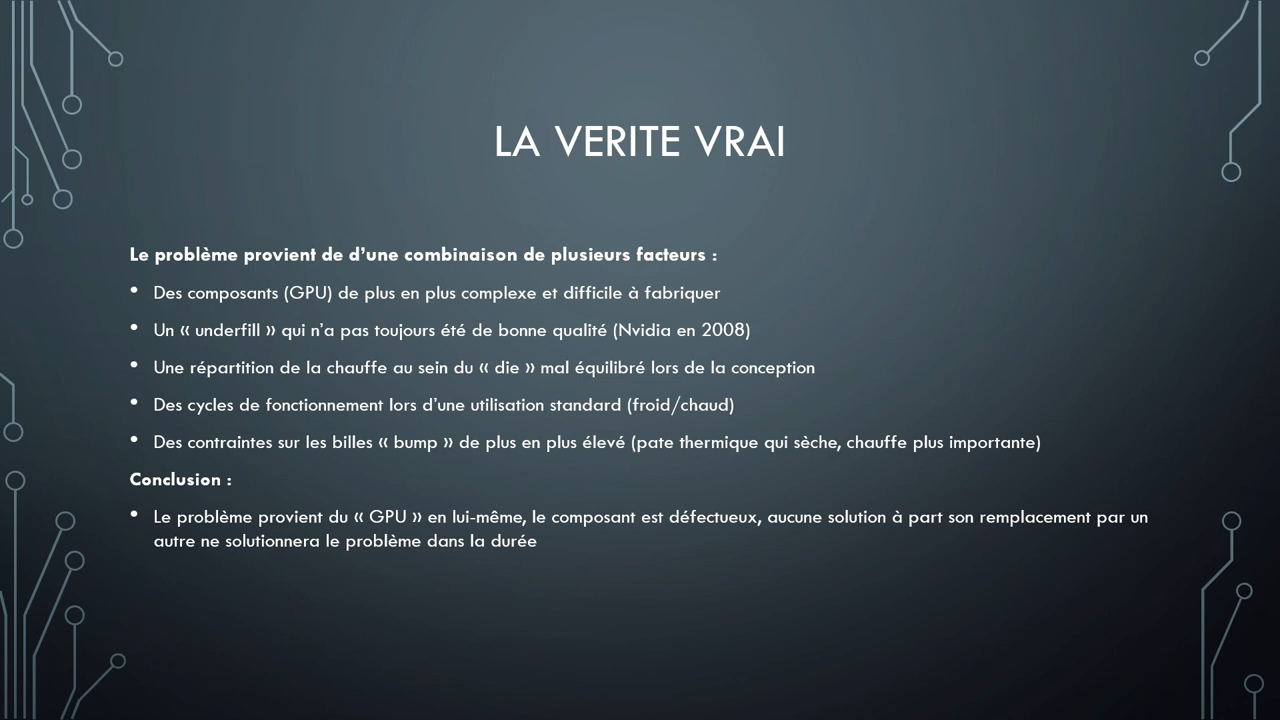 LA VERITE VRAI
Le problème provient de d’une combinaison de plusieurs facteurs :
• Des composants (GPU) de plus en plus complexe et difficile à fabriquer
• Un « underfill » qui n’a pas toujours été de bonne qualité (Nvidia en 2008)
• Une répartition de la chauffe au sein du « die » mal équilibré lors de la conception
• Des cycles de fonctionnement lors d’une utilisation standard (froid/chaud)
• Des contraintes sur les billes « bump » de plus en plus élevé (pate thermique qui sèche, chauffe plus importante)
Conclusion :
• Le problème provient du « GPU » en lui-même, le composant est défectueux, aucune solution à part son remplacement par un
autre ne solutionnera le problème dans la durée